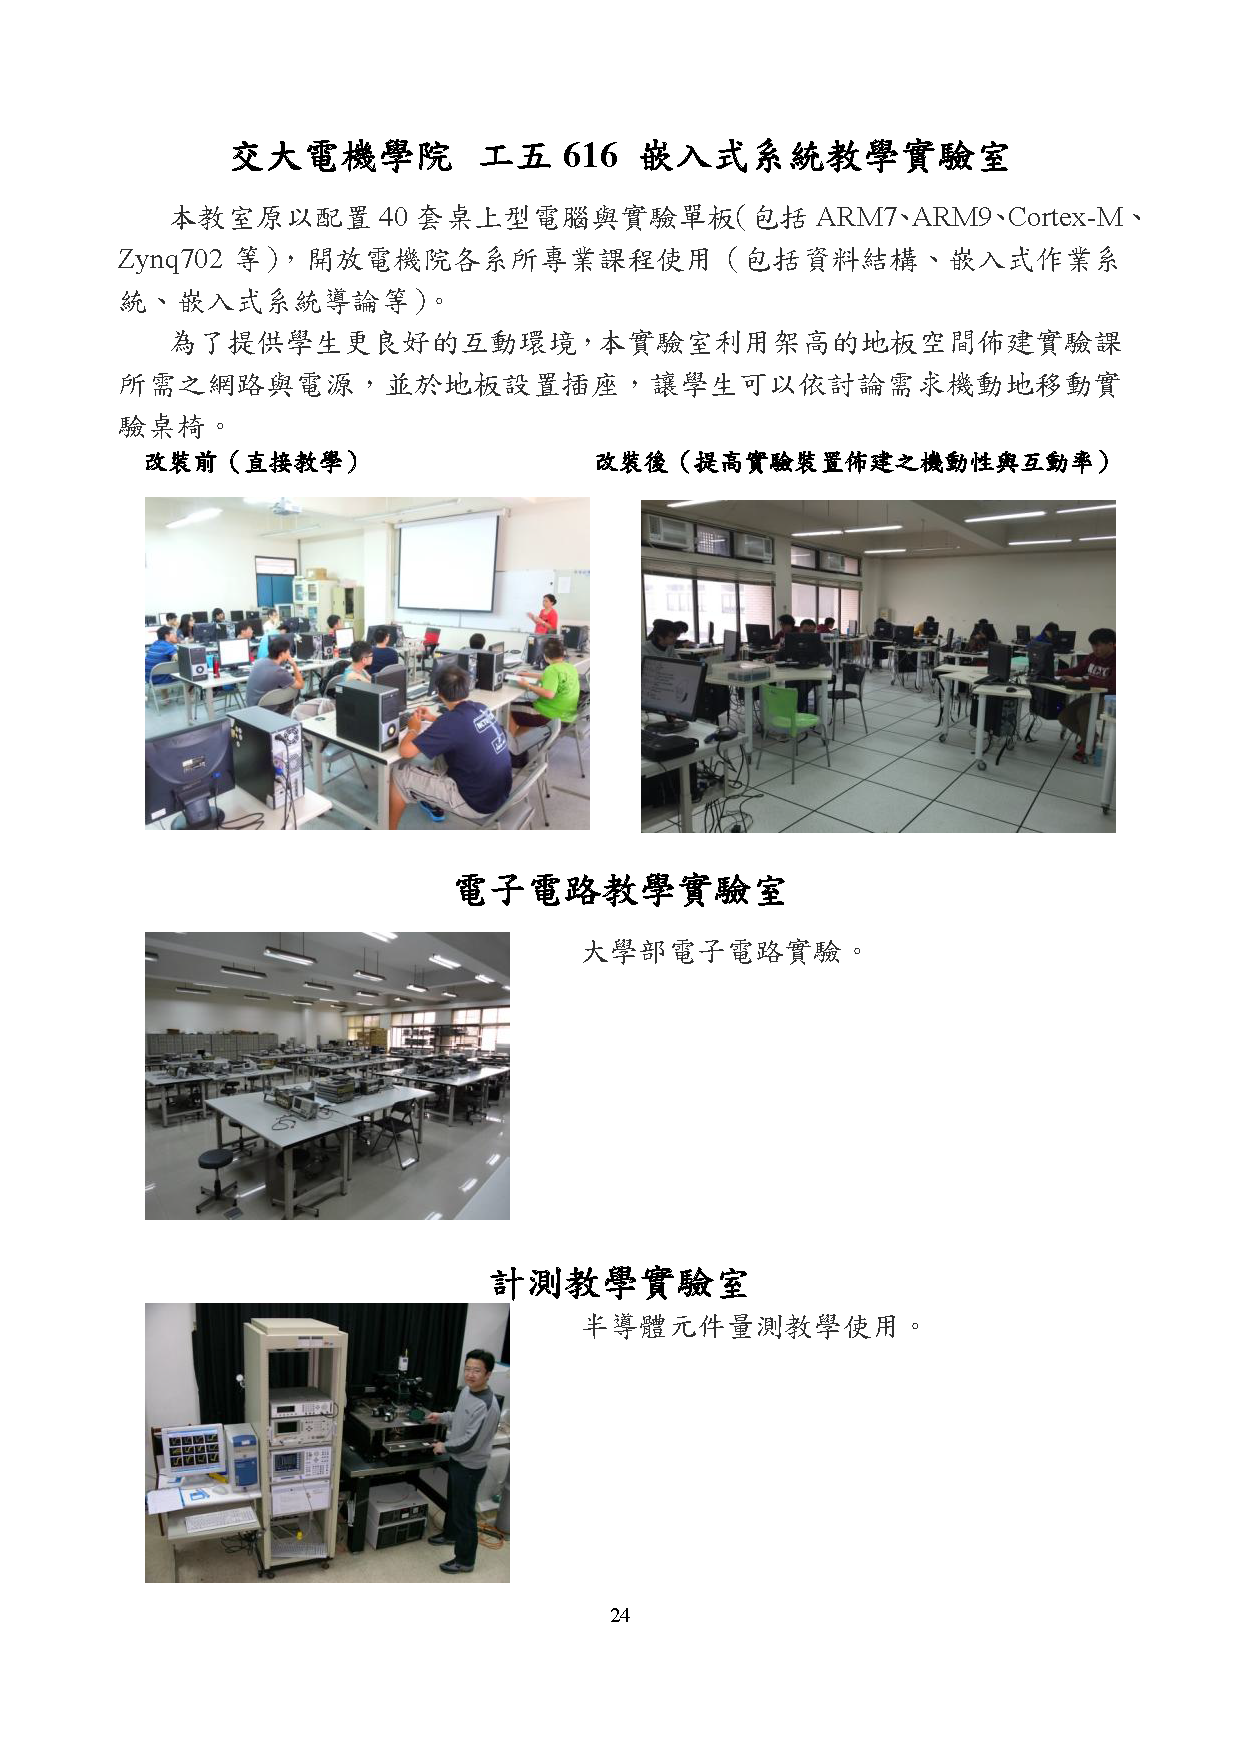 交大電機學院 工五 616 嵌入式系統教學實驗室
本教室原以配置 40 套桌上型電腦與實驗單板(包括 ARM7、ARM9、Cortex-M、
Zynq702 等)，開放電機院各系所專業課程使用(包括資料結構、嵌入式作業系
統、嵌入式系統導論等)。
為了提供學生更良好的互動環境，本實驗室利用架高的地板空間佈建實驗課
所需之網路與電源，並於地板設置插座，讓學生可以依討論需求機動地移動實
驗桌椅。
改裝前（直接教學）
改裝後（提高實驗裝置佈建之機動性與互動率）
電子電路教學實驗室
大學部電子電路實驗。
計測教學實驗室
半導體元件量測教學使用。
24